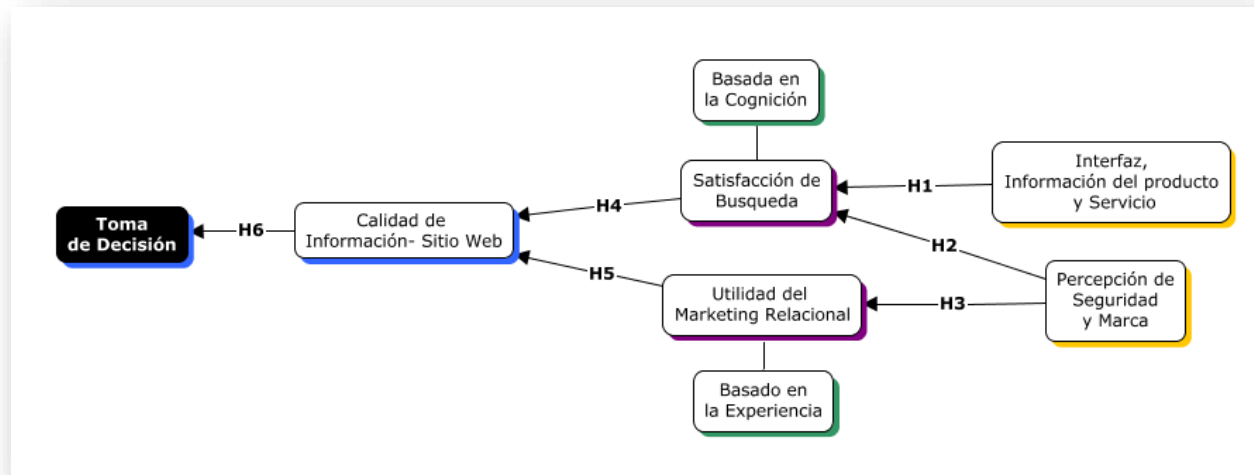 Basada en
la Cognición
Interfaz,
Información del producto
y Servicio
Satisfacción de
Busqueda
H1
H4
Toma
de Decisión
H6
Calidad de
Información- Sitio Web
H2
H5
Utilidad del
Marketing Relacional
H3
Percepción de
Seguridad
y Marca
Basado en
la Experiencia